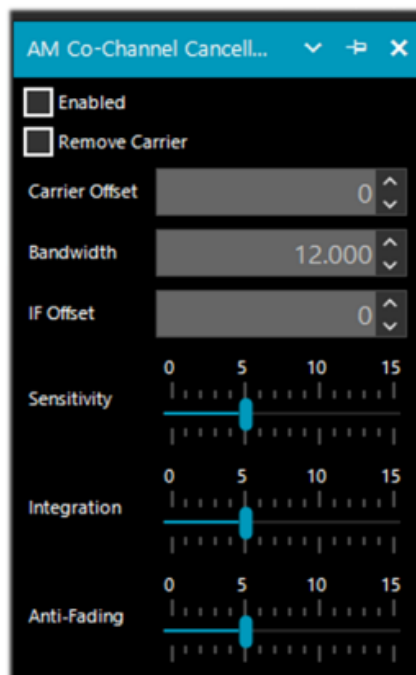 AM Co-Channel Cancell...
Enabled
Remove Carrier
Carrier Offset 0
Bandwidth 12.000
IF Offset 0
0 5 10 15
Sensitivity
0 5 10 15
Integration
0 5 10 15
Anti-Fading